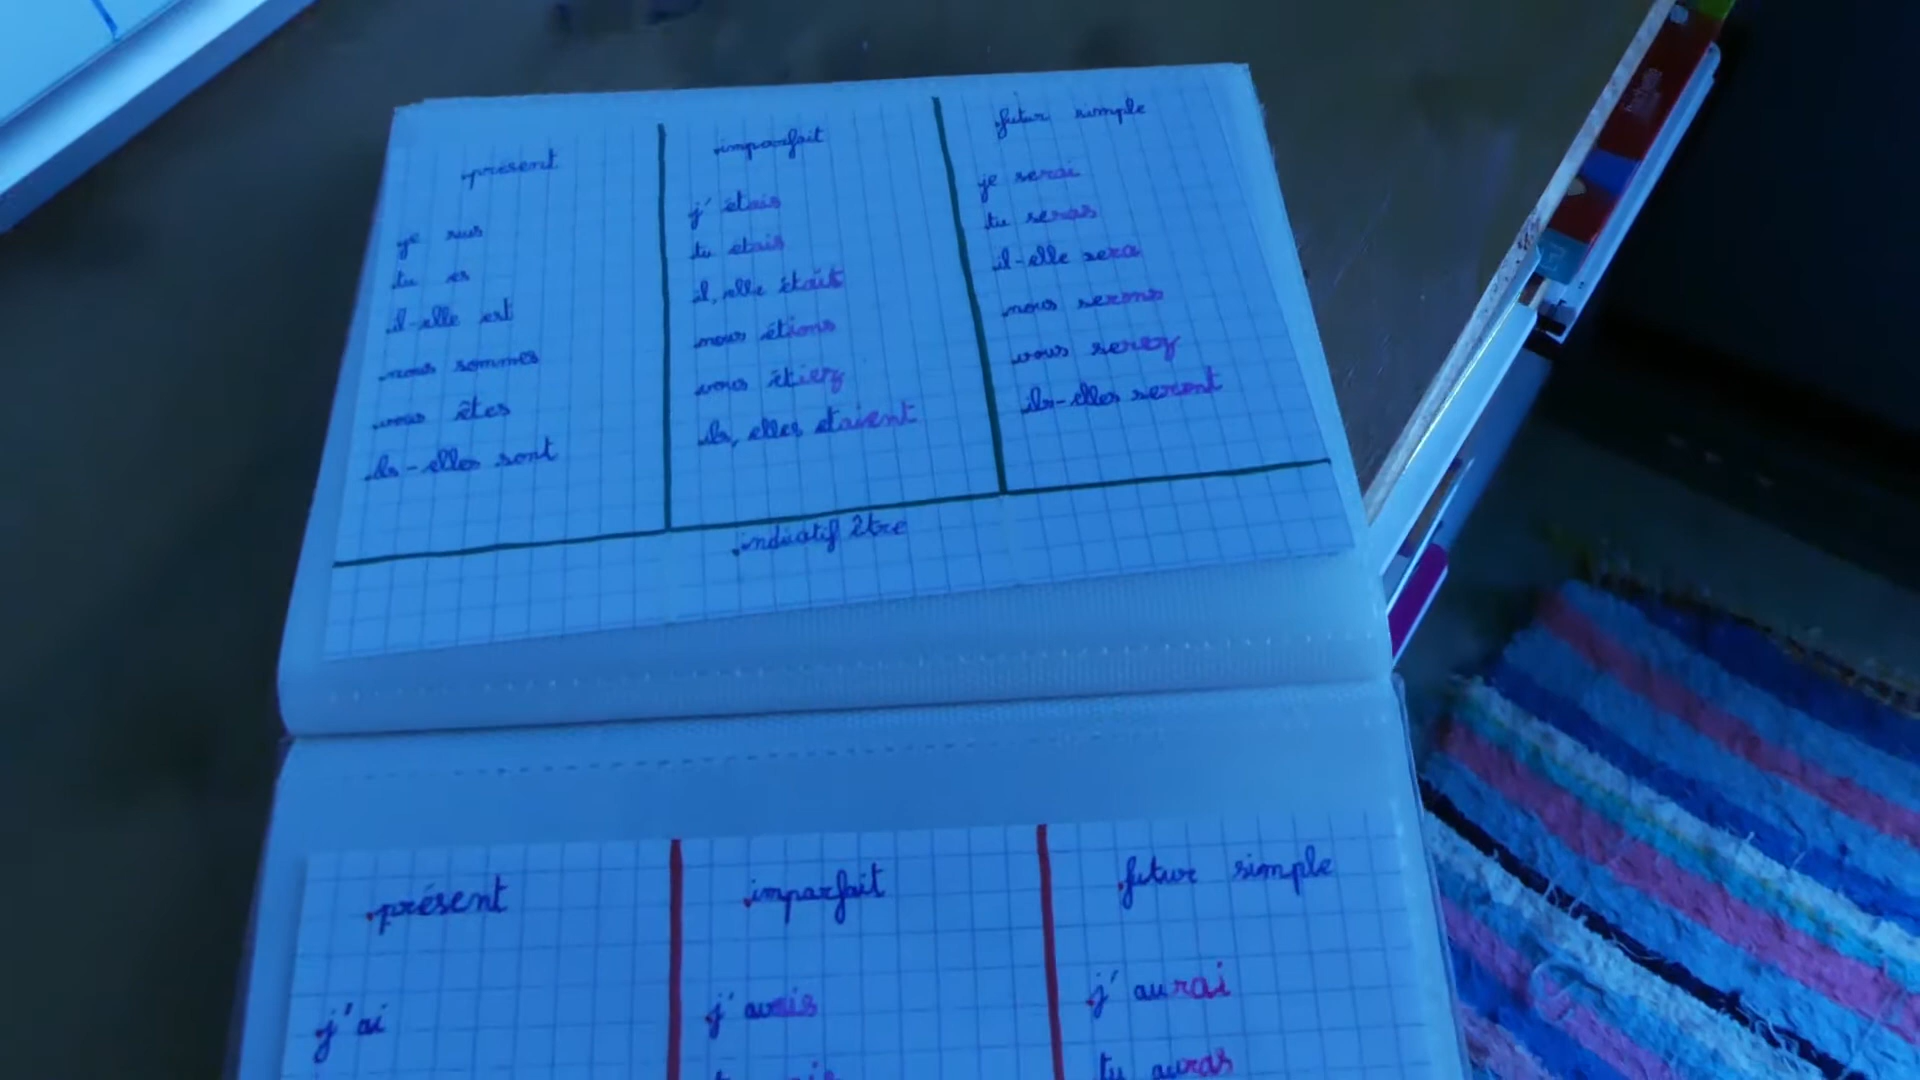 présent
je suis
tu es
il-elle est
nous sommes
vous êtes
ils-elles sont
imparfait
j'étais
tu etais
il, elle était
nous étions
vous étiez
ils, elles etaient
futur simple
je serai
tu seras
il-elle sera
nous serons
vous serez
ils-elles seront
indicatif être
présent
j'ai
imparfait
j'avais
futur simple
j'aurai
tu auras